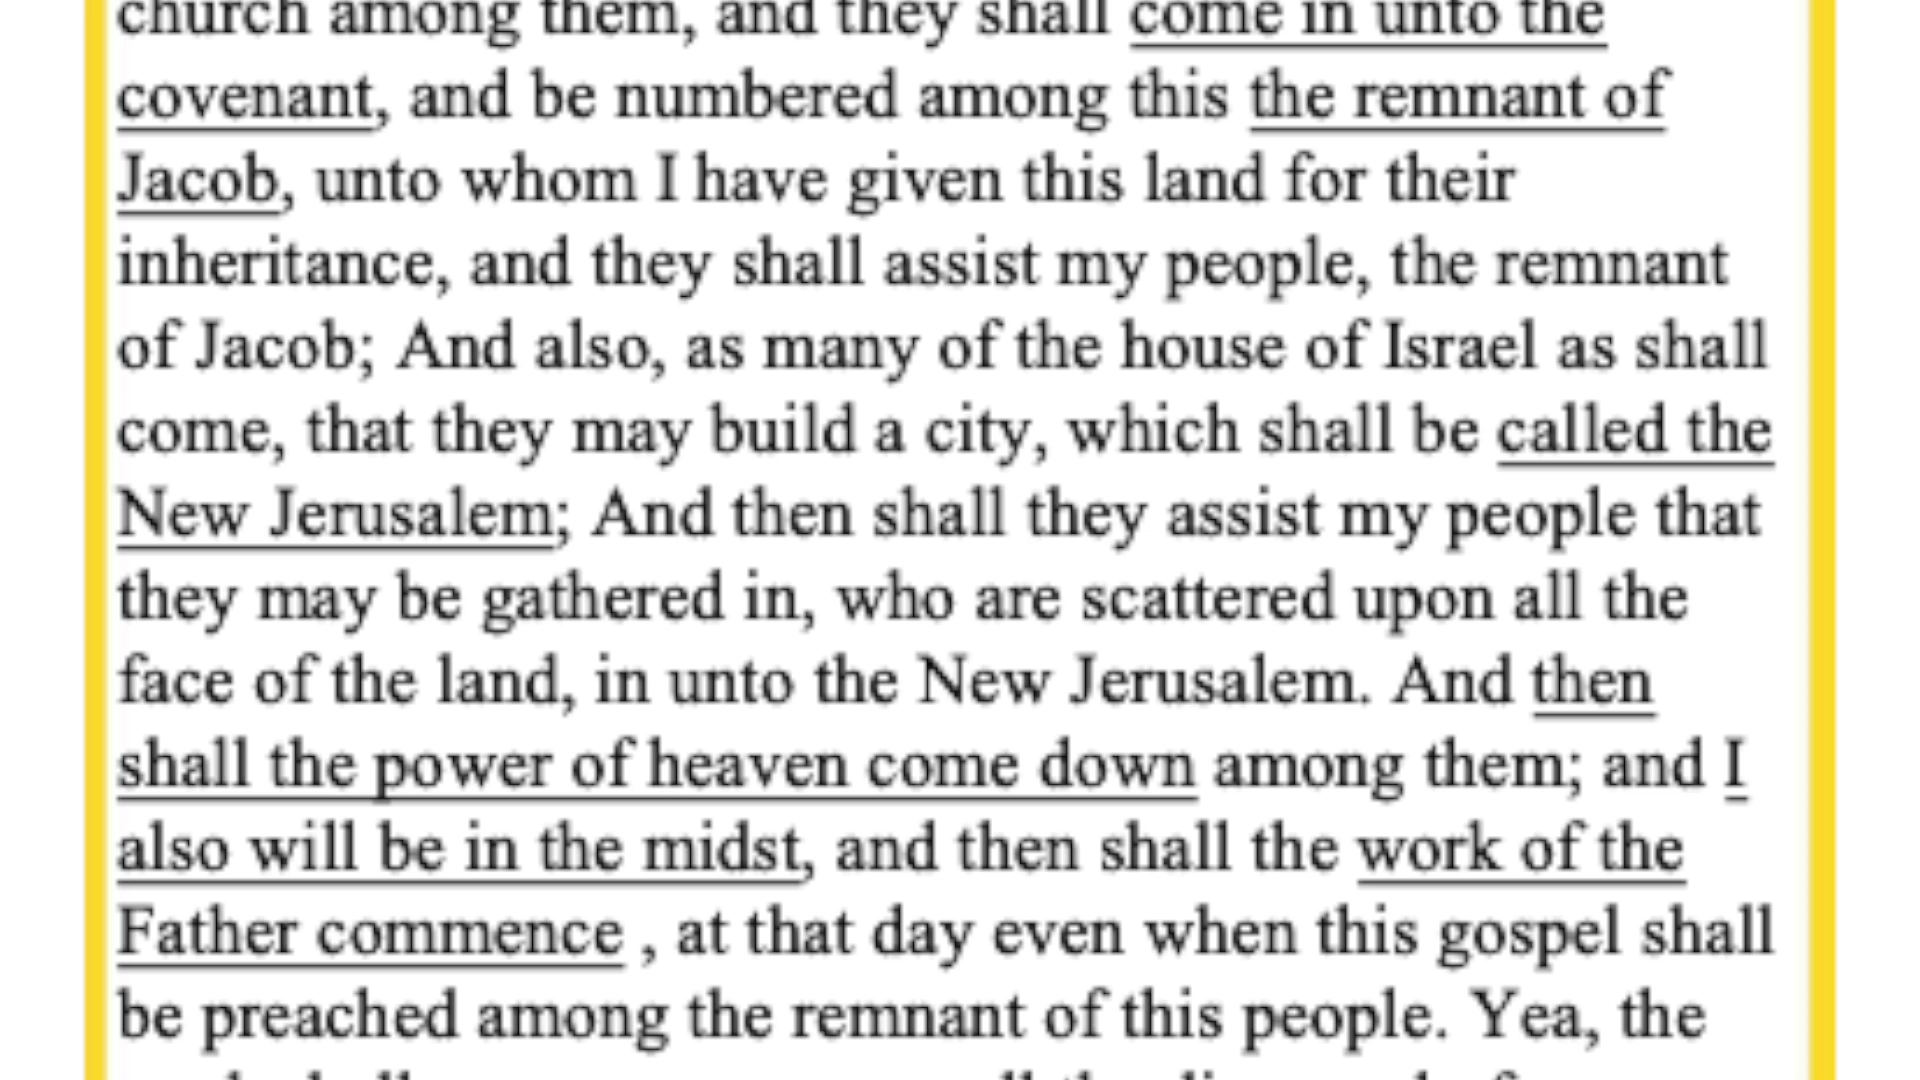 church among them, and they shall come in unto the
covenant, and be numbered among this the remnant of
Jacob, unto whom I have given this land for their
inheritance, and they shall assist my people, the remnant
of Jacob; And also, as many of the house of Israel as shall
come, that they may build a city, which shall be called the
New Jerusalem; And then shall they assist my people that
they may be gathered in, who are scattered upon all the
face of the land, in unto the New Jerusalem. And then
shall the power of heaven come down among them; and I
also will be in the midst, and then shall the work of the
Father commence , at that day even when this gospel shall
be preached among the remnant of this people. Yea, the